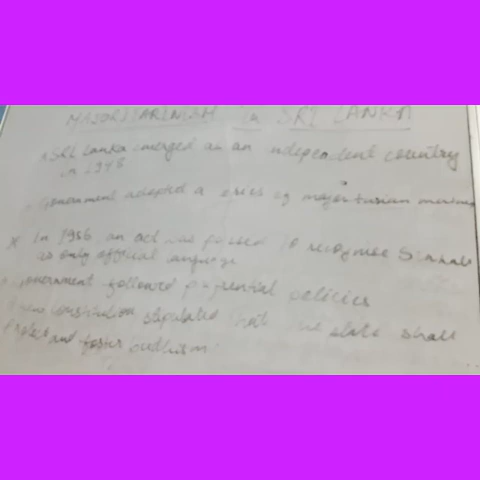 MAJORITARINISM in SRI LANKA
SRI Lanka emerged as an independent country
in 1948
Government adopted a series of majoritarian
x In 1956 an act was passed to recognise Sinhala
as only official language
government followed preferential policies
A new constitution stipulated that the state shall
Protect and foster buddhism